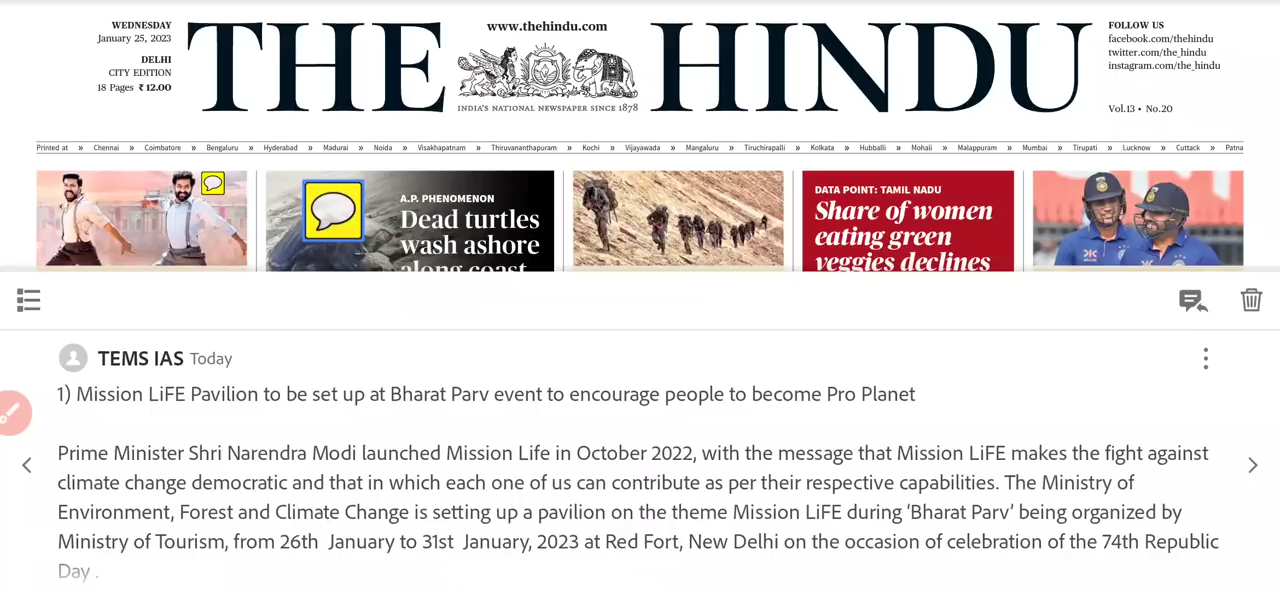 WEDNESDAY
January 25, 2023
DELHI
CITY EDITION
18 Pages ₹ 12.00
THE HINDU
www.thehindu.com
INDIA'S NATIONAL NEWSPAPER SINCE 1878
FOLLOW US
facebook.com/thehindu
twitter.com/the_hindu
instagram.com/the_hindu
Vol.13 • No.20
Printed at » Chennai » Coimbatore » Bengaluru » Hyderabad » Madurai » Noida » Visakhapatnam » Thiruvananthapuram » Kochi » Vijayawada » Mangaluru » Tiruchirapalli » Kolkata » Hubballi » Mohali » Malappuram » Mumbai » Tirupati » Lucknow » Cuttack » Patna
A.P. PHENOMENON
Dead turtles
wash ashore
along coast
DATA POINT: TAMIL NADU
Share of women
eating green
veggies declines
TEMS IAS Today
1) Mission LiFE Pavilion to be set up at Bharat Parv event to encourage people to become Pro Planet
Prime Minister Shri Narendra Modi launched Mission Life in October 2022, with the message that Mission LiFE makes the fight against
climate change democratic and that in which each one of us can contribute as per their respective capabilities. The Ministry of
Environment, Forest and Climate Change is setting up a pavilion on the theme Mission LiFE during ‘Bharat Parv’ being organized by
Ministry of Tourism, from 26th January to 31st January, 2023 at Red Fort, New Delhi on the occasion of celebration of the 74th Republic
Day .